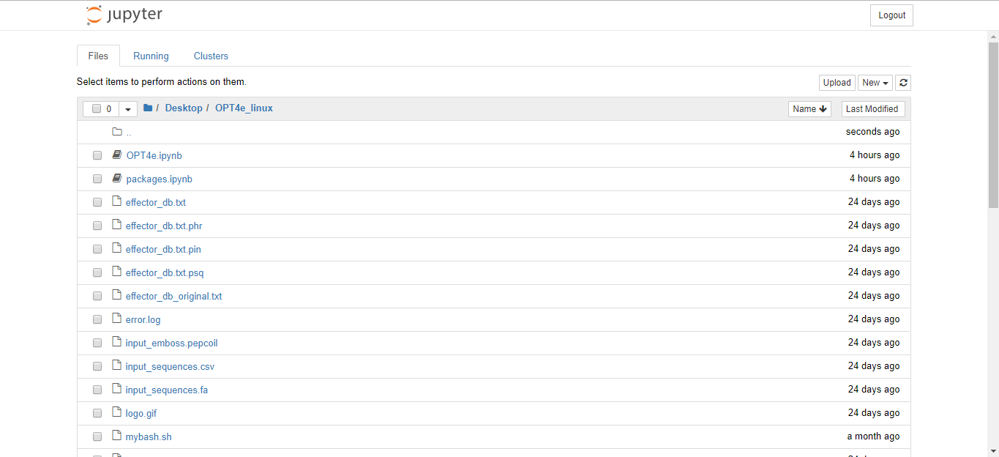 jupyter
Logout
Files Running Clusters
Select items to perform actions on them.
Upload New
0 / Desktop / OPT4e_linux Name Last Modified
.. seconds ago
OPT4e.ipynb 4 hours ago
packages.ipynb 4 hours ago
effector_db.txt 24 days ago
effector_db.txt.phr 24 days ago
effector_db.txt.pin 24 days ago
effector_db.txt.psq 24 days ago
effector_db_original.txt 24 days ago
error.log 24 days ago
input_emboss.pepcoil 24 days ago
input_sequences.csv 24 days ago
input_sequences.fa 24 days ago
logo.gif 24 days ago
mybash.sh a month ago